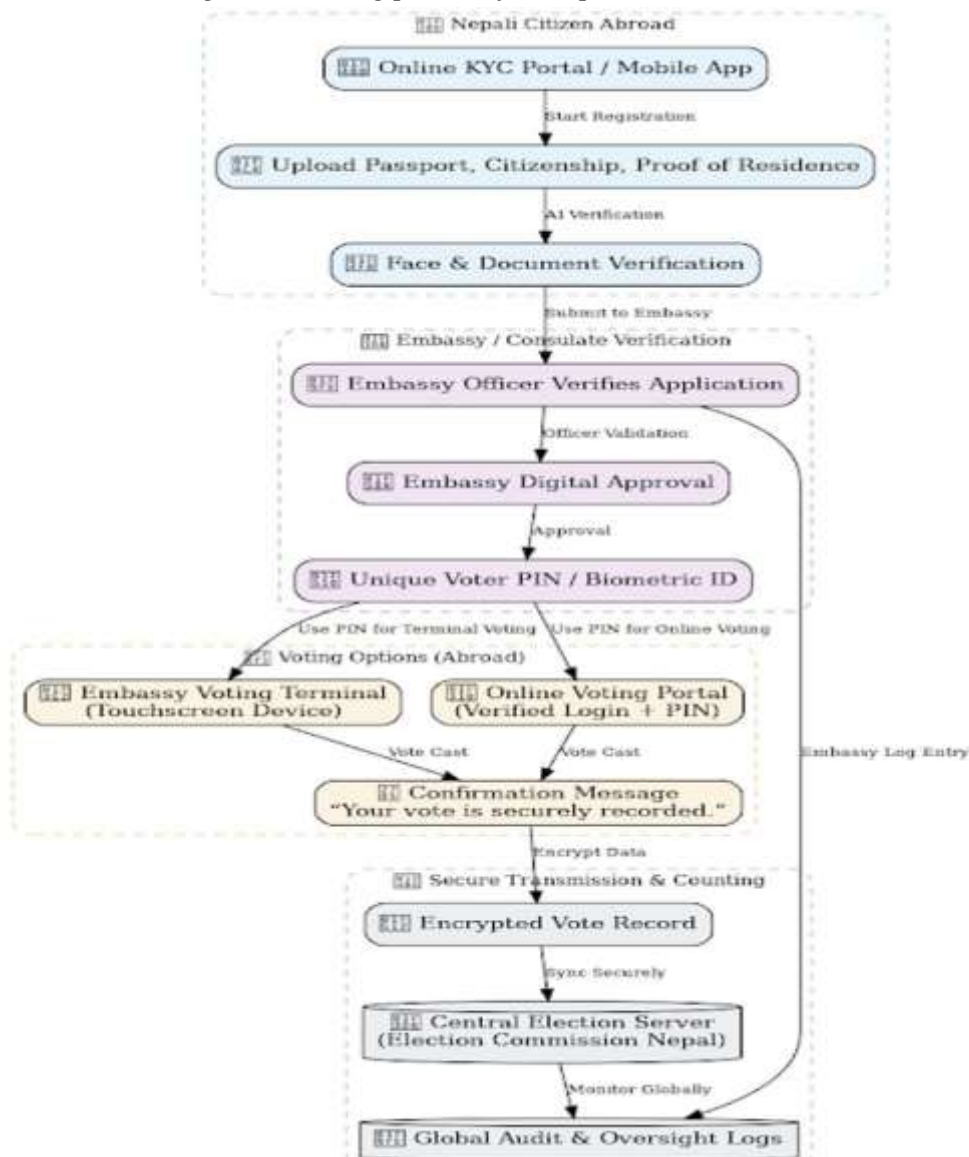 Nepali Citizen Abroad
Online KYC Portal / Mobile App
Start Registration
Upload Passport, Citizenship, Proof of Residence
AI Verification
Face & Document Verification
Submit to Embassy
Embassy / Consulate Verification
Embassy Officer Verifies Application
Officer Validation
Embassy Digital Approval
Approval
Unique Voter PIN / Biometric ID
Use PIN for Terminal Voting
Use PIN for Online Voting
Voting Options (Abroad)
Embassy Voting Terminal
(Touchscreen Device)
Online Voting Portal
(Verified Login + PIN)
Vote Cast
Vote Cast
Embassy Log Entry
Confirmation Message
“Your vote is securely recorded.”
Encrypt Data
Secure Transmission & Counting
Encrypted Vote Record
Sync Securely
Central Election Server
(Election Commission Nepal)
Monitor Globally
Global Audit & Oversight Logs